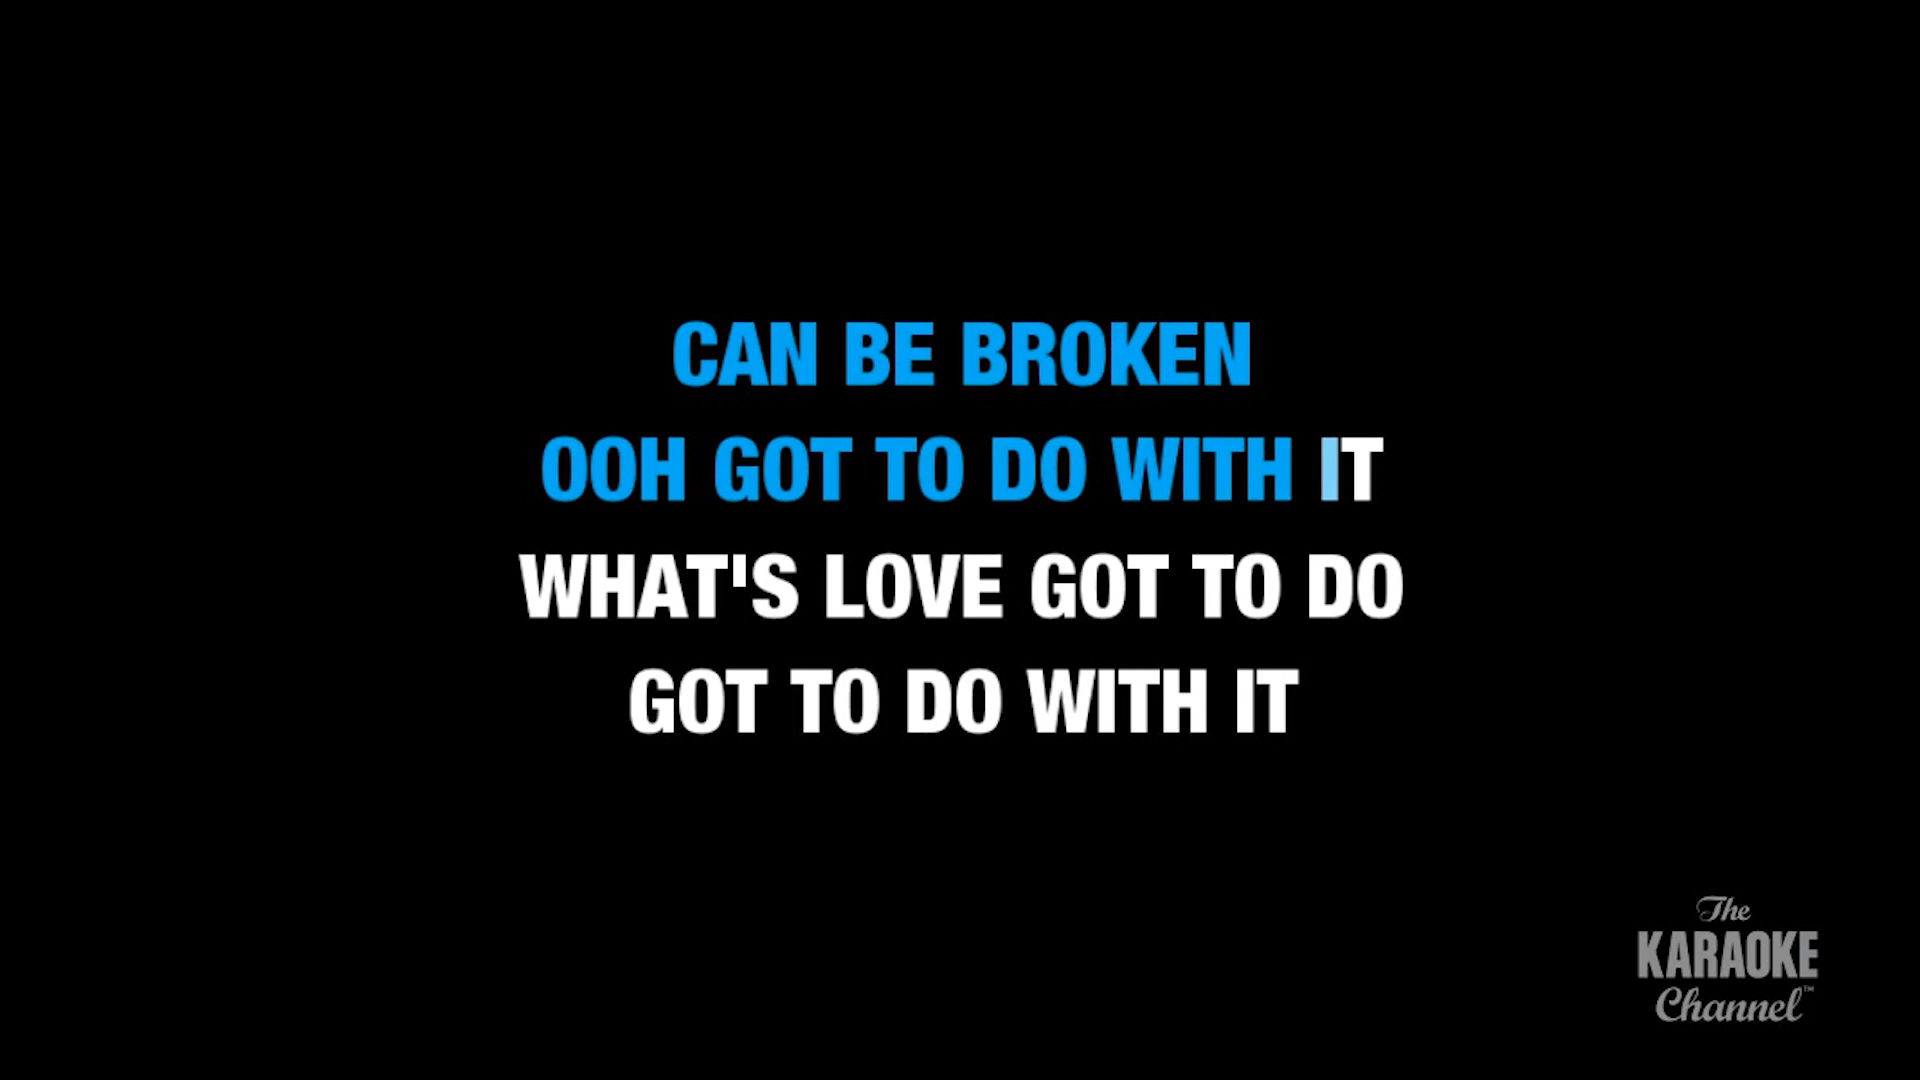 CAN BE BROKEN
OOH GOT TO DO WITH IT
WHAT'S LOVE GOT TO DO
GOT TO DO WITH IT
The
KARAOKE
Channel™